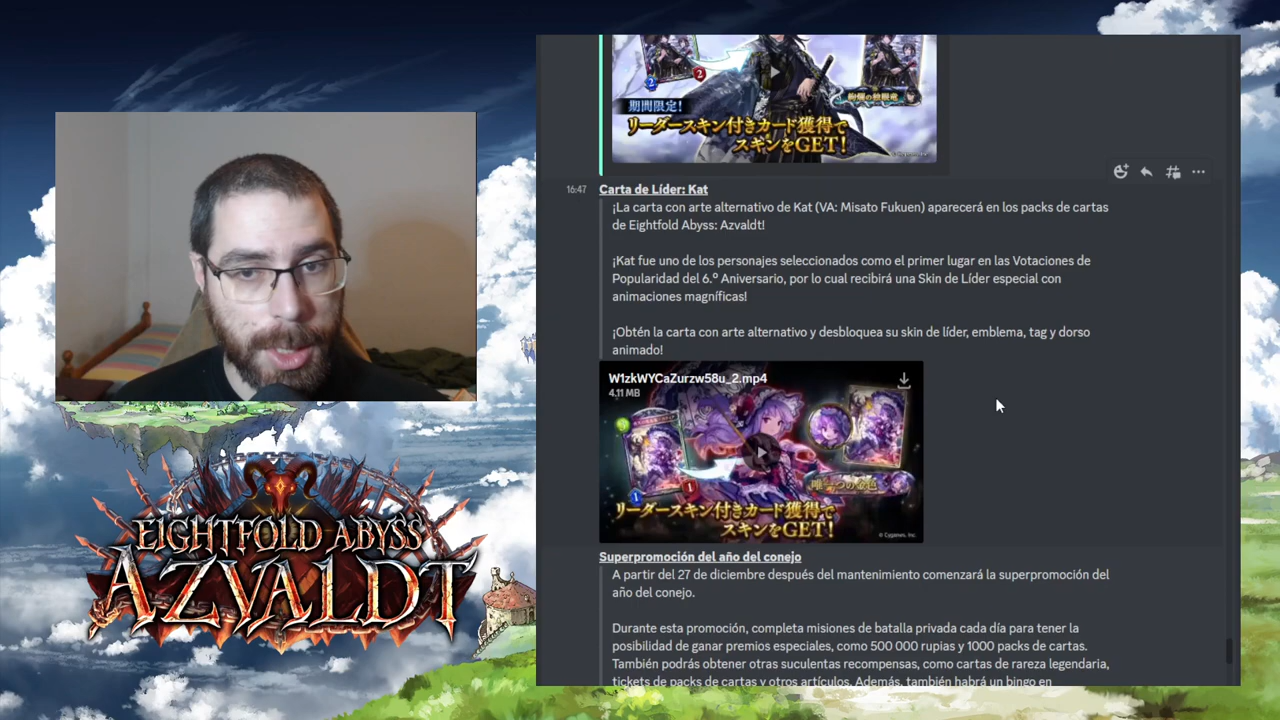 期間限定!
リーダースキン付きカード獲得で
スキンをGET!
16:47
Carta de Líder: Kat
¡La carta con arte alternativo de Kat (VA: Misato Fukuen) aparecerá en los packs de cartas
de Eightfold Abyss: Azvaldt!
¡Kat fue uno de los personajes seleccionados como el primer lugar en las Votaciones de
Popularidad del 6.º Aniversario, por lo cual recibirá una Skin de Líder especial con
animaciones magníficas!
¡Obtén la carta con arte alternativo y desbloquea su skin de líder, emblema, tag y dorso
animado!
W1zkWYCaZurzw58u_2.mp4
4,11 MB
唯一つの金色
リーダースキン付きカード獲得で
スキンをGET!
© Cygames, Inc.
Superpromoción del año del conejo
A partir del 27 de diciembre después del mantenimiento comenzará la superpromoción del
año del conejo.
Durante esta promoción, completa misiones de batalla privada cada día para tener la
posibilidad de ganar premios especiales, como 500 000 rupias y 1000 packs de cartas.
También podrás obtener otras suculentas recompensas, como cartas de rareza legendaria,
tickets de packs de cartas y otros artículos. Además, también habrá un bingo en
EIGHTFOLD ABYSS
AZVALDT